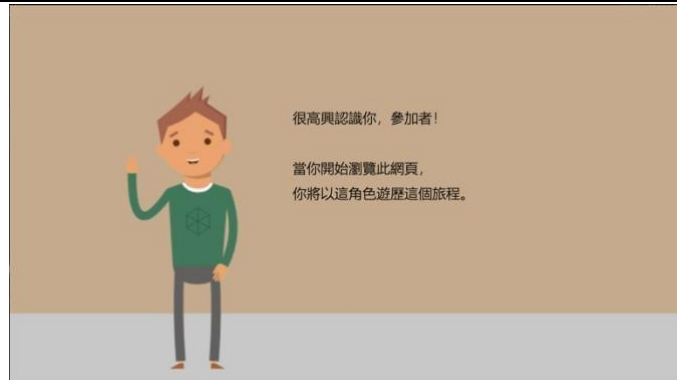 很高興認識你，參加者！
當你開始瀏覽此網頁，
你將以這角色遊歷這個旅程。